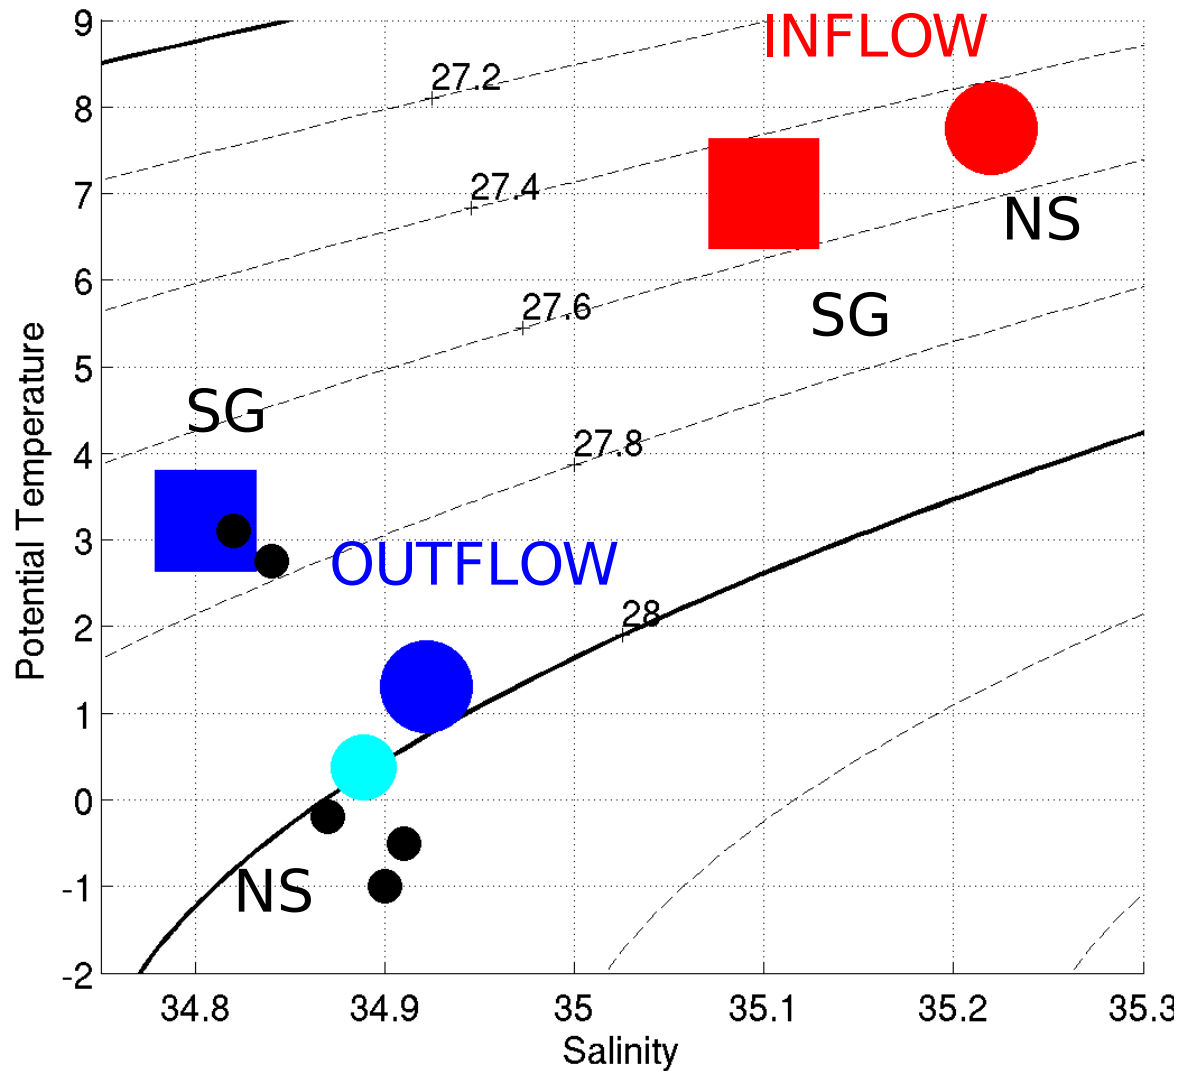 INFLOW
9
27.2
8
27.4
7
NS
6
27.6
SG
5
SG
4
27.8
3
OUTFLOW
2
28
1
0
-1
NS
-2
34.8 34.9 35 35.1 35.2 35.3
Salinity
Potential Temperature